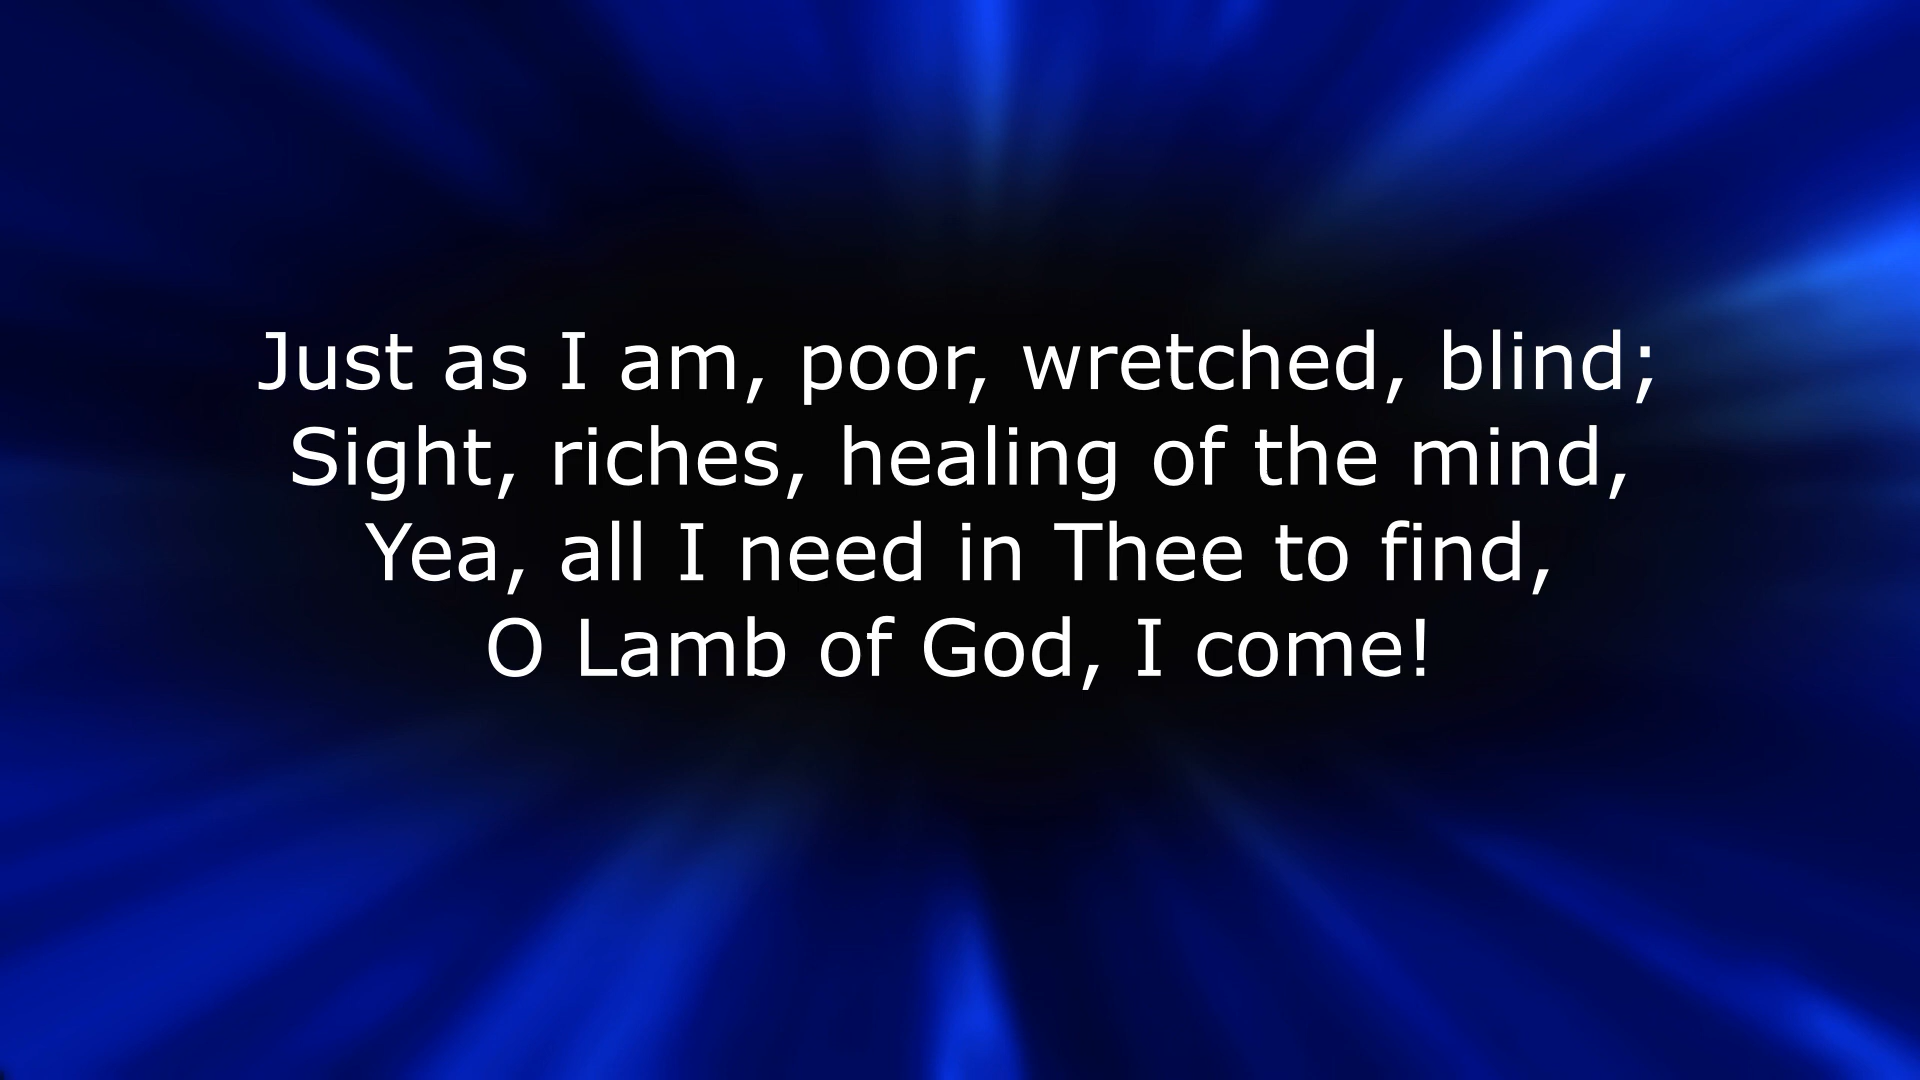 Just as I am, poor, wretched, blind;
Sight, riches, healing of the mind,
Yea, all I need in Thee to find,
O Lamb of God, I come!